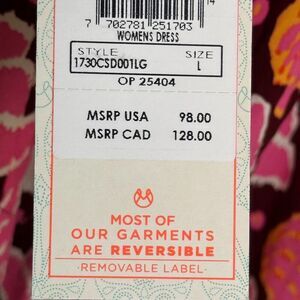 14
7 702781 251703
WOMENS DRESS
STYLE SIZE
1730CSD001LG L
OP 25404
MSRP USA 98.00
MSRP CAD 128.00
MOST OF
OUR GARMENTS
ARE REVERSIBLE
· REMOVABLE LABEL ·